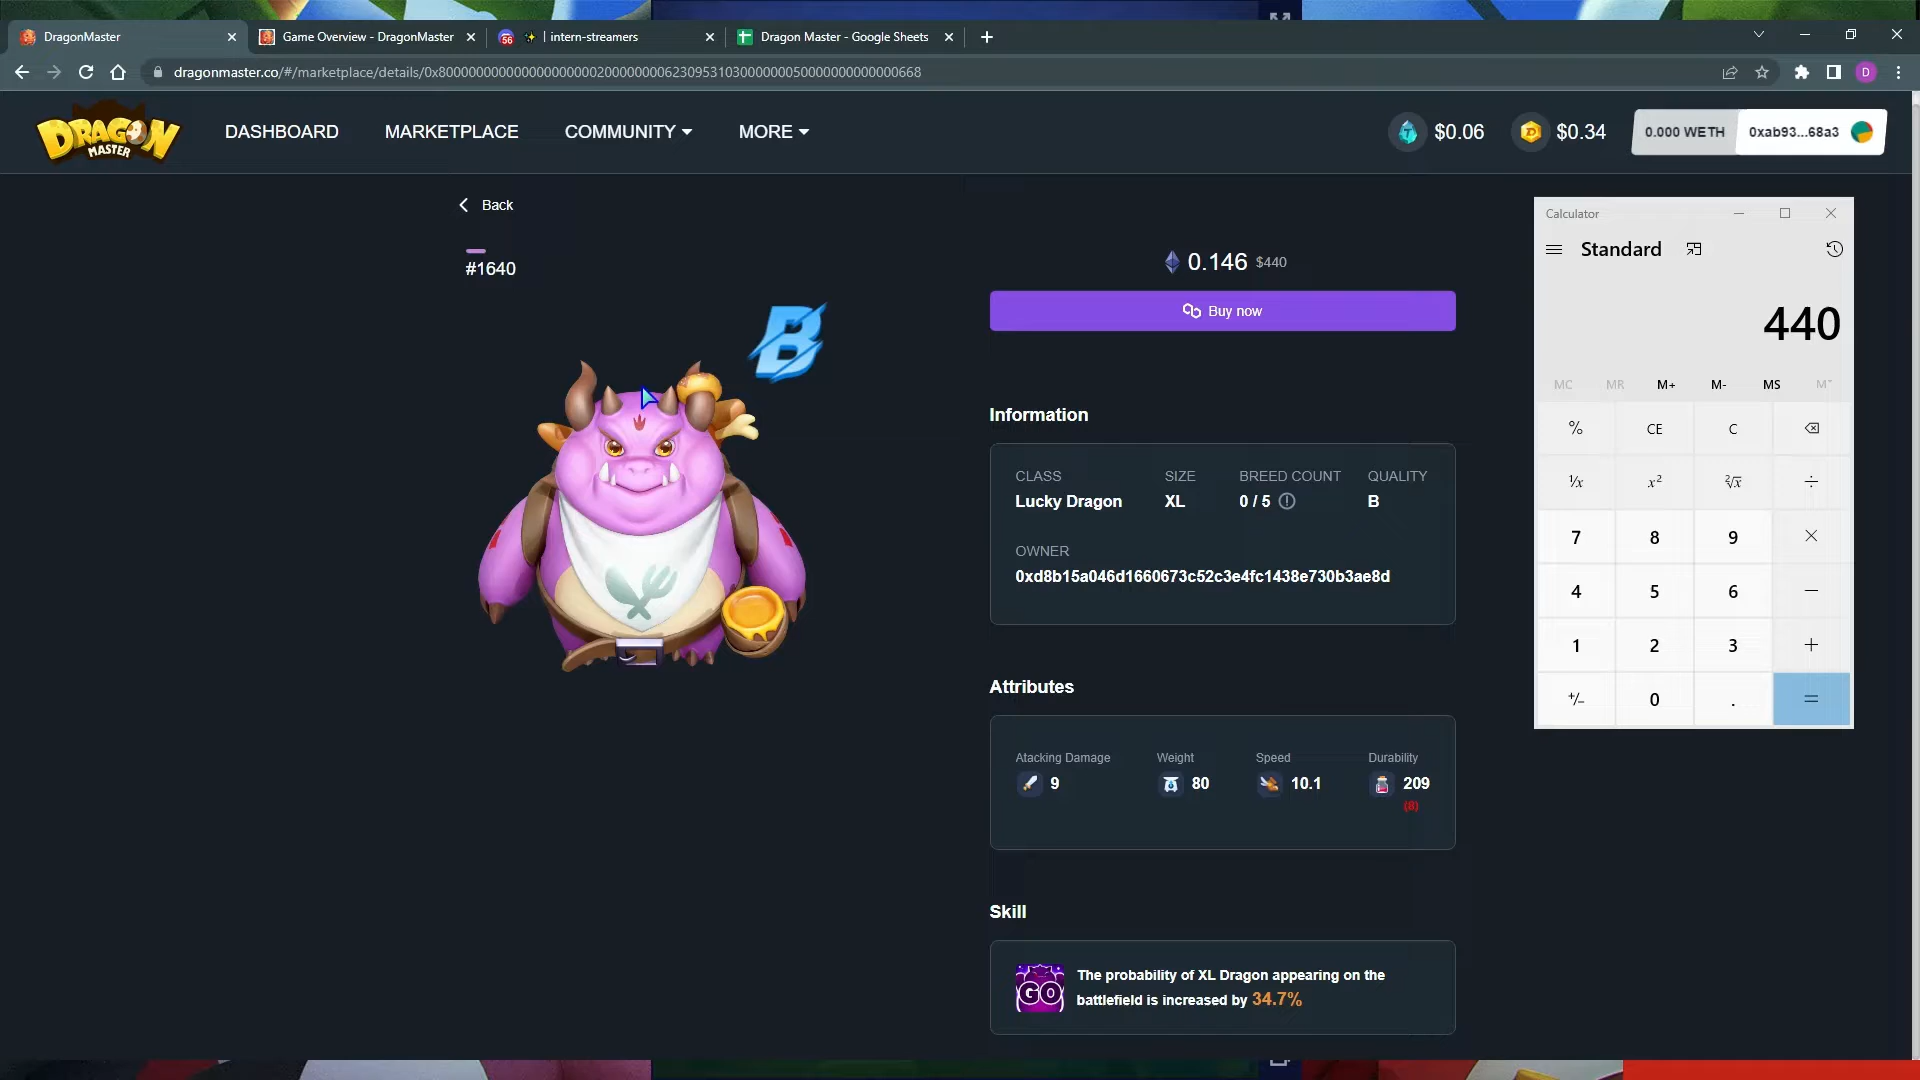 DragonMaster
Game Overview - DragonMaster
56
| intern-streamers
Dragon Master - Google Sheets
dragonmaster.co/#/marketplace/details/0x8000000000000000000200000000623095310300000050000000000000668
D
DRAGON
MASTER
DASHBOARD
MARKETPLACE
COMMUNITY
MORE
$0.06
$0.34
0.000 WETH
0xab93...68a3
Back
#1640
0.146 $440
Buy now
B
Information
CLASS
SIZE
BREED COUNT
QUALITY
Lucky Dragon
XL
0 / 5
B
OWNER
0xd8b15a046d1660673c52c3e4fc1438e730b3ae8d
Attributes
Atacking Damage
Weight
Speed
Durability
9
80
10.1
209
(8)
Skill
GO
The probability of XL Dragon appearing on the
battlefield is increased by 34.7%
Calculator
Standard
440
MC MR M+ M- MS M˅
% CE C
¹/x x² ²√x ÷
7 8 9 ×
4 5 6 −
1 2 3 +
+/− 0 . =